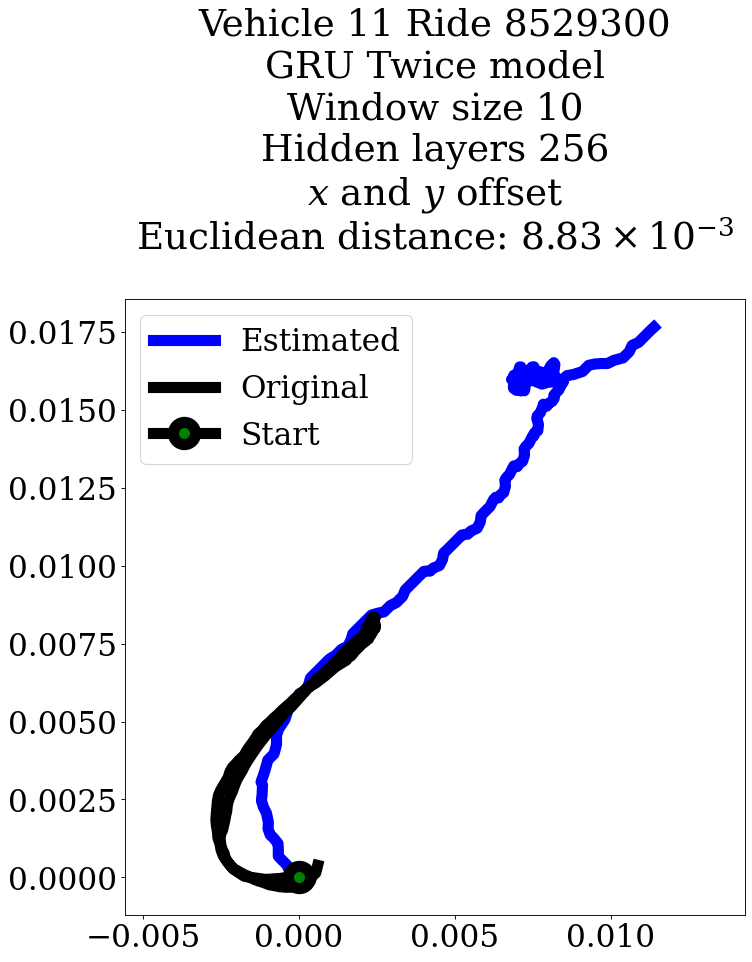 Vehicle 11 Ride 8529300
GRU Twice model
Window size 10
Hidden layers 256
x and y offset
Euclidean distance: 8.83 × 10⁻³
Estimated
Original
Start
0.0175
0.0150
0.0125
0.0100
0.0075
0.0050
0.0025
0.0000
−0.005 0.000 0.005 0.010